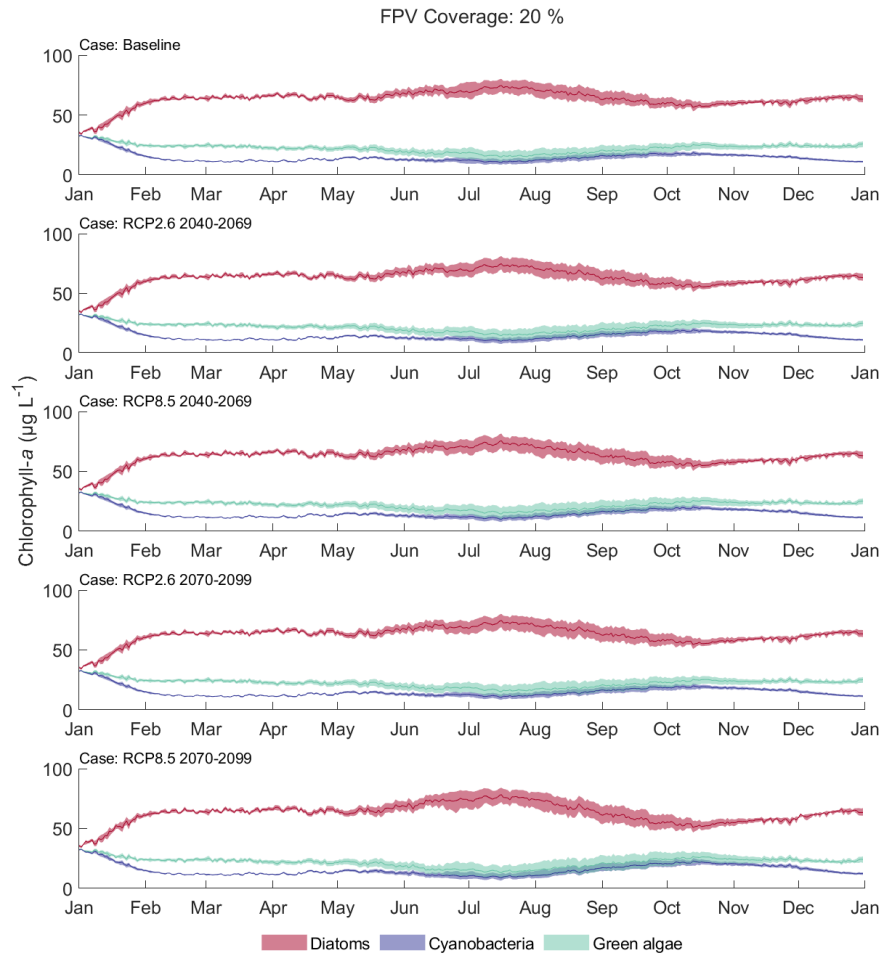 FPV Coverage: 20 %
Chlorophyll-a (µg L⁻¹)
Case: Baseline
100
50
0
Jan Feb Mar Apr May Jun Jul Aug Sep Oct Nov Dec Jan
Case: RCP2.6 2040-2069
100
50
0
Jan Feb Mar Apr May Jun Jul Aug Sep Oct Nov Dec Jan
Case: RCP8.5 2040-2069
100
50
0
Jan Feb Mar Apr May Jun Jul Aug Sep Oct Nov Dec Jan
Case: RCP2.6 2070-2099
100
50
0
Jan Feb Mar Apr May Jun Jul Aug Sep Oct Nov Dec Jan
Case: RCP8.5 2070-2099
100
50
0
Jan Feb Mar Apr May Jun Jul Aug Sep Oct Nov Dec Jan
Diatoms Cyanobacteria Green algae